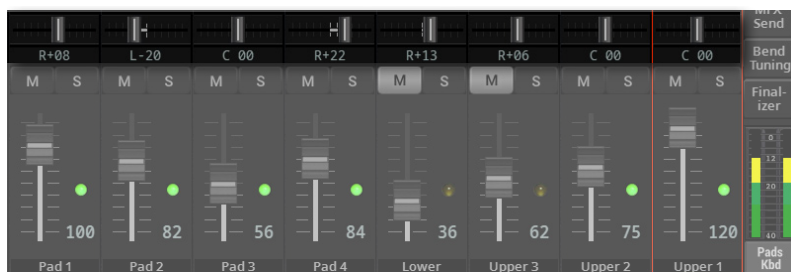 MFX
Send
R+08 L-20 C 00 R+22 R+13 R+06 C 00 C 00
Bend
Tuning
M S M S M S M S M S M S M S M S
Final-
izer
0
12
20
100 82 56 84 36 62 75 120
40
Pads
Kbd
Pad 1 Pad 2 Pad 3 Pad 4 Lower Upper 3 Upper 2 Upper 1